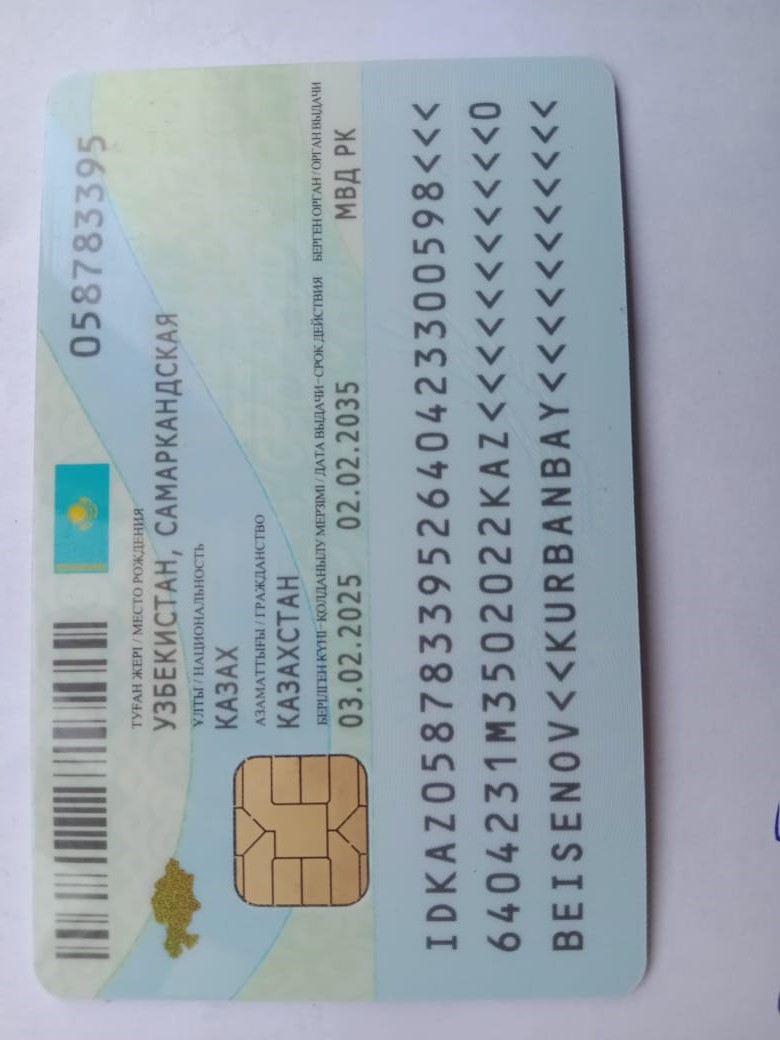 058783395
ТУҒАН ЖЕРІ / МЕСТО РОЖДЕНИЯ
УЗБЕКИСТАН, САМАРКАНДСКАЯ
ҰЛТЫ / НАЦИОНАЛЬНОСТЬ
КАЗАХ
АЗАМАТТЫҒЫ / ГРАЖДАНСТВО
КАЗАХСТАН
БЕРІЛГЕН КҮНІ-ҚОЛДАНЫЛУ МЕРЗІМІ / ДАТА ВЫДАЧИ-СРОК ДЕЙСТВИЯ БЕРГЕН ОРГАН / ОРГАН ВЫДАЧИ
03.02.2025 02.02.2035 МВД РК
IDKAZ0587833952640423300598<<<
6404231M3502022KAZ<<<<<<<<<<<0
BEISENOV<<KURBANBAY<<<<<<<<<<<